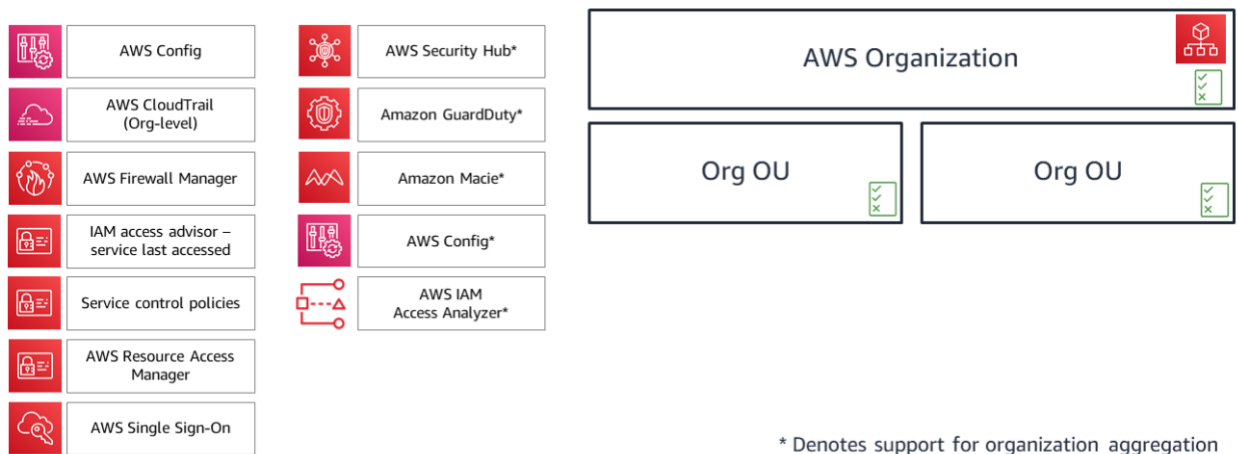 AWS Config
AWS CloudTrail
(Org-level)
AWS Firewall Manager
IAM access advisor –
service last accessed
Service control policies
AWS Resource Access
Manager
AWS Single Sign-On
AWS Security Hub*
Amazon GuardDuty*
Amazon Macie*
AWS Config*
AWS IAM
Access Analyzer*
AWS Organization
Org OU
Org OU
* Denotes support for organization aggregation